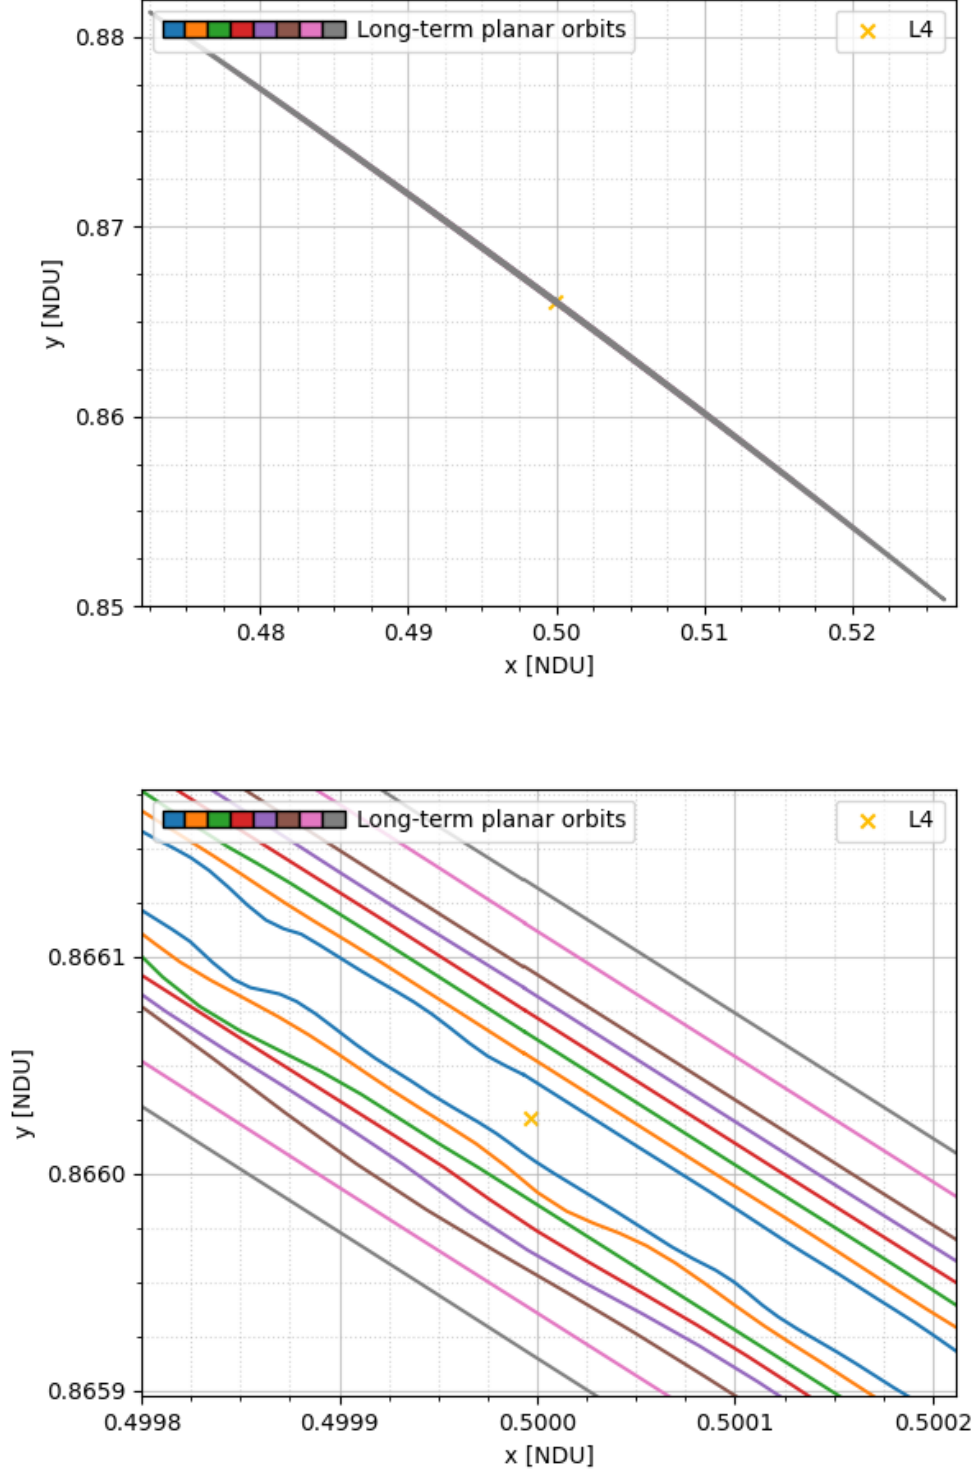 Long-term planar orbits
L4
0.88
0.87
0.86
0.85
y [NDU]
0.48 0.49 0.50 0.51 0.52
x [NDU]
Long-term planar orbits
L4
0.8661
0.8660
0.8659
y [NDU]
0.4998 0.4999 0.5000 0.5001 0.5002
x [NDU]